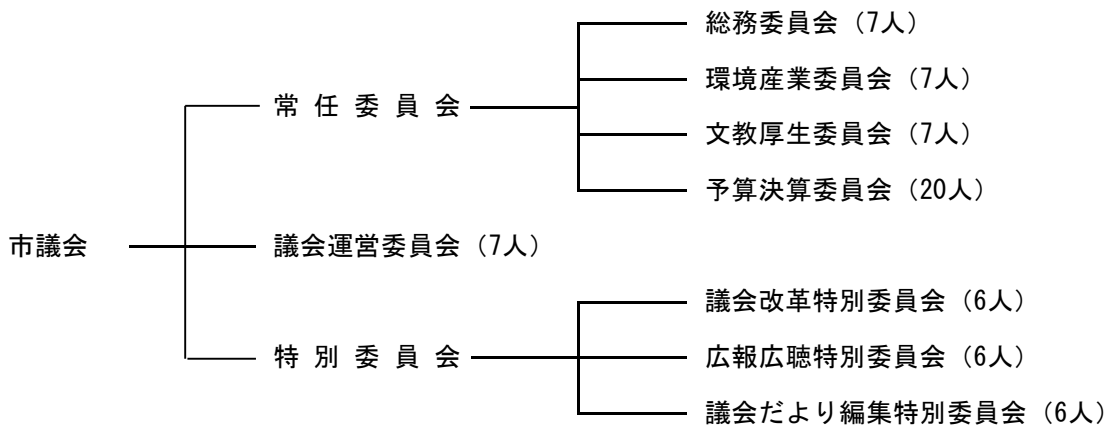 総務委員会（7人）
環境産業委員会（7人）
常任委員会
文教厚生委員会（7人）
予算決算委員会（20人）
市議会
議会運営委員会（7人）
議会改革特別委員会（6人）
特別委員会
広報広聴特別委員会（6人）
議会だより編集特別委員会（6人）